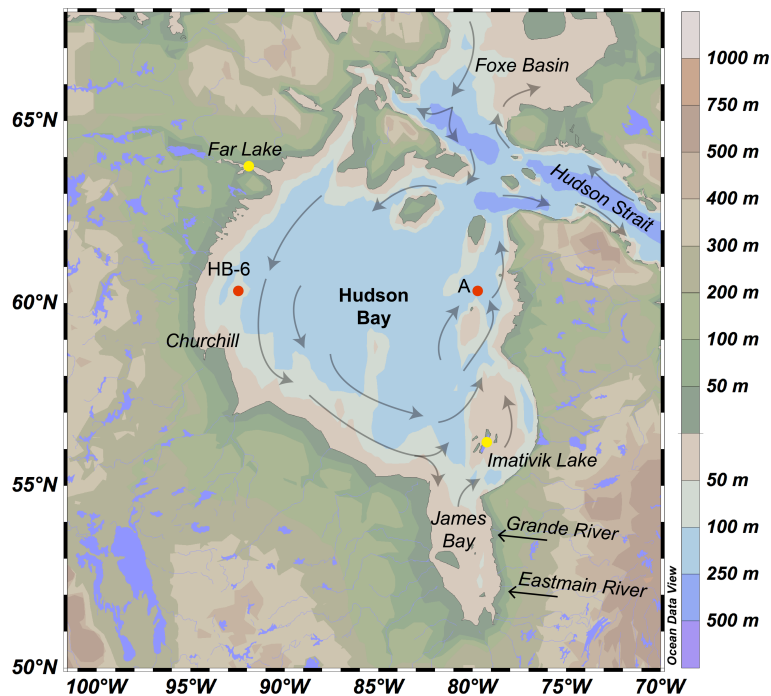 Foxe Basin
65°N
Far Lake
Hudson Strait
HB-6
A
60°N
Hudson
Bay
Churchill
55°N
Imativik Lake
James
Bay
Grande River
Eastmain River
50°N
100°W
95°W
90°W
85°W
80°W
75°W
70°W
Ocean Data View
1000 m
750 m
500 m
400 m
300 m
200 m
100 m
50 m
50 m
100 m
250 m
500 m